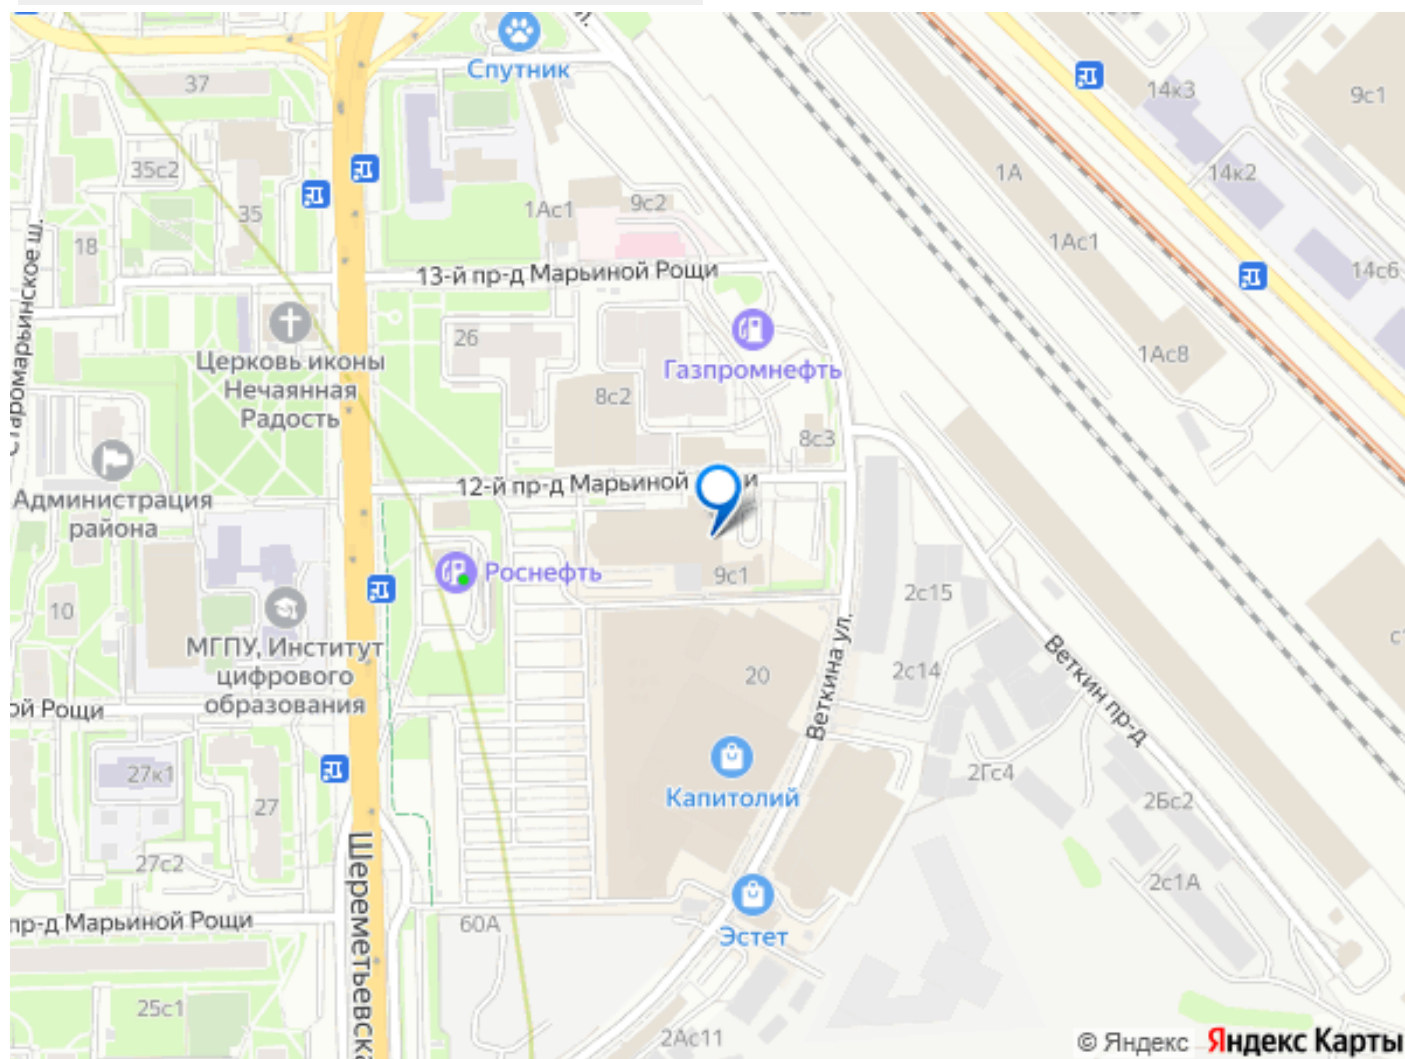 Спутник
37
14к3
9с1
35с2
35
1Ас1
9с2
1А
14к2
18
13-й пр-д Марьиной Рощи
1Ас1
14с6
Старомарьинское ш.
26
Церковь иконы
Нечаянная
Радость
Газпромнефть
1Ас8
8с2
8с3
Администрация
района
12-й пр-д Марьиной
и
Роснефть
9с1
2с15
10
МГПУ, Институт
цифрового
образования
20
2с14
Веткина ул.
Веткин пр-д
ой Рощи
27к1
27
Капитолий
2Гс4
2Бс2
27с2
Шереметьевска
2с1А
пр-д Марьиной Рощи
60А
Эстет
25с1
2Ас11
© Яндекс Яндекс Карты